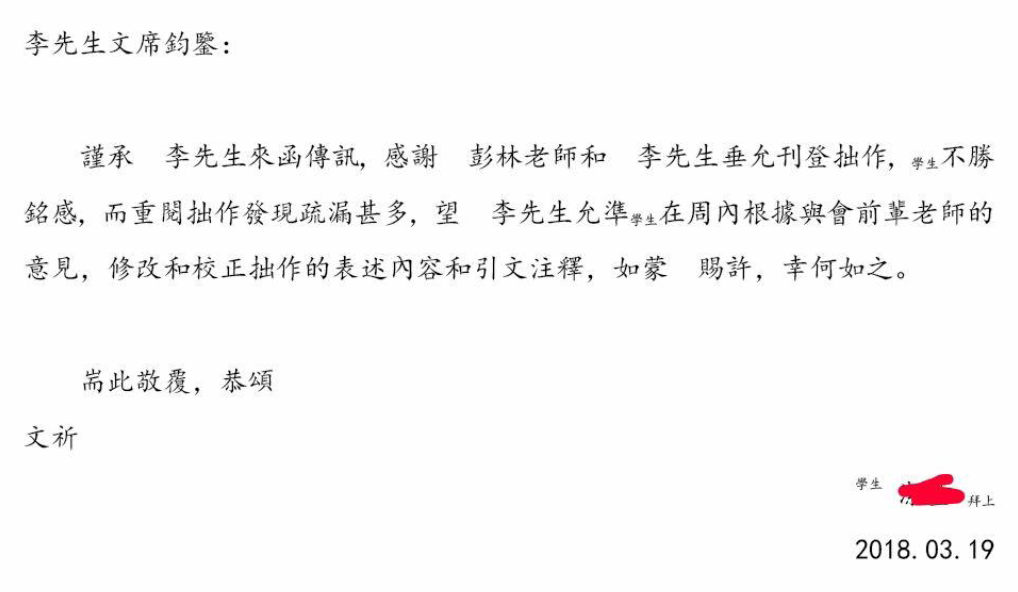 李先生文席鈞鑒：
謹承　李先生來函傳訊，感謝　彭林老師和　李先生垂允刊登拙作，學生不勝
銘感，而重閱拙作發現疏漏甚多，望　李先生允準學生在周內根據與會前輩老師的
意見，修改和校正拙作的表述內容和引文注釋，如蒙　賜許，幸何如之。
耑此敬覆，恭頌
文祈
學生　拜上
2018.03.19